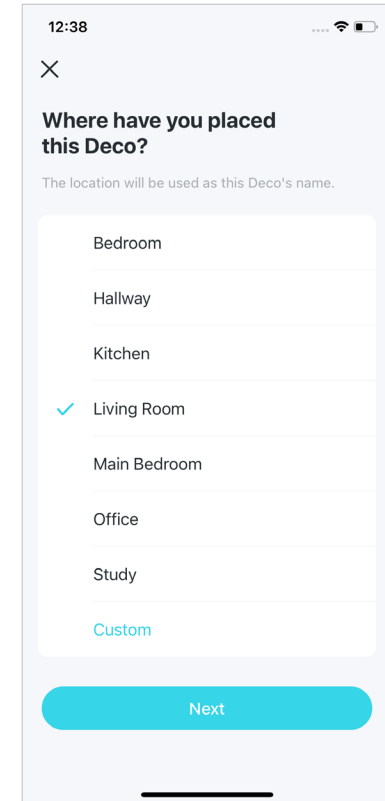 12:38
Where have you placed
this Deco?
The location will be used as this Deco's name.
Bedroom
Hallway
Kitchen
Living Room
Main Bedroom
Office
Study
Custom
Next